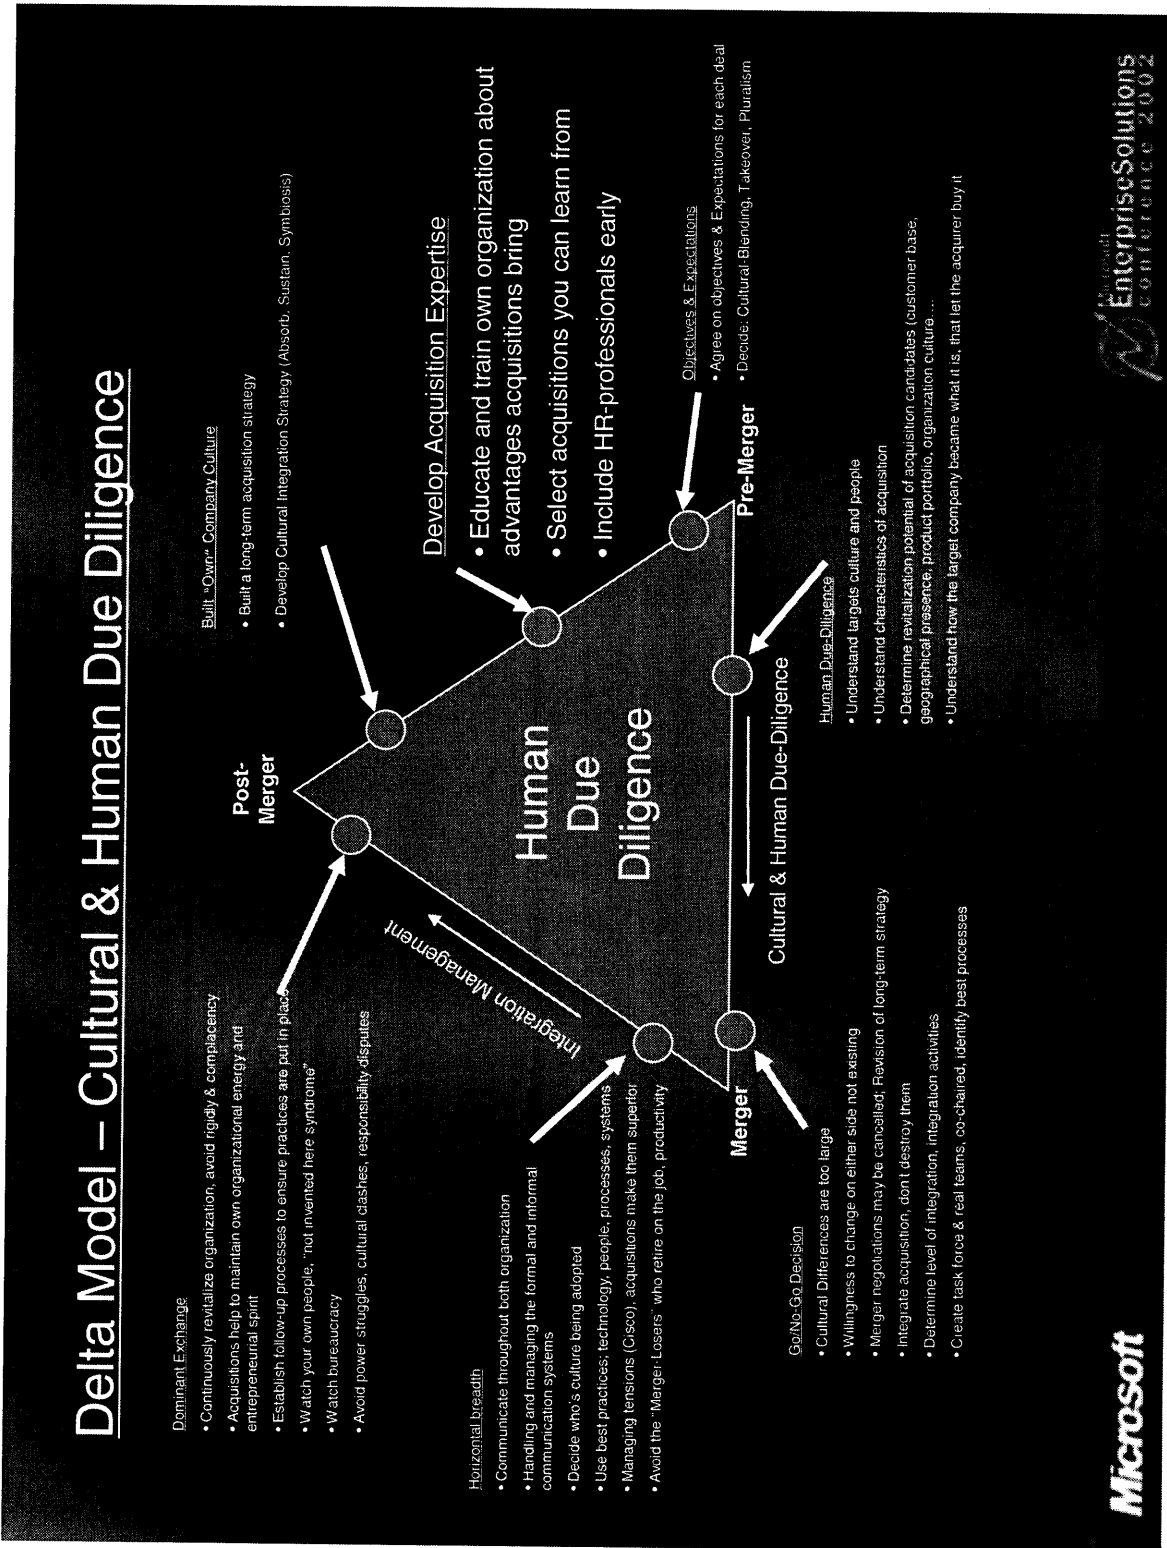 Delta Model – Cultural & Human Due Diligence
Dominant Exchange
• Continuously revitalize organization, avoid rigidly & complacency
• Acquisitions help to maintain own organizational energy and
entrepreneurial spirit
• Establish follow-up processes to ensure practices are put in place
• Watch your own people, "not invented here syndrome"
• Watch bureaucracy
• Avoid power struggles, cultural clashes, responsibility disputes
Post-
Merger
Built "Own" Company Culture
• Built a long-term acquisition strategy
• Develop Cultural Integration Strategy (Absorb, Sustain, Symbiosis)
Integration Management
Horizontal breadth
• Communicate throughout both organization
• Handling and managing the formal and informal
communication systems
• Decide who's culture being adopted
• Use best practices; technology, people, processes, systems
• Managing tensions (Cisco), acquisitions make them superior
• Avoid the "Merger-Losers" who retire on the job, productivity
Human
Due
Diligence
Develop Acquisition Expertise
• Educate and train own organization about
advantages acquisitions bring
• Select acquisitions you can learn from
• Include HR-professionals early
Objectives & Expectations
• Agree on objectives & Expectations for each deal
• Decide: Cultural-Blending, Takeover, Pluralism
Merger
Pre-Merger
Cultural & Human Due-Diligence
Go/No-Go Decision
• Cultural Differences are too large
• Willingness to change on either side not existing
• Merger negotiations may be cancelled; Revision of long-term strategy
• Integrate acquisition, don't destroy them
• Determine level of integration, integration activities
• Create task force & real teams, co-chaired, identify best processes
Human Due-Diligence
• Understand targets culture and people
• Understand characteristics of acquisition
• Determine revitalization potential of acquisition candidates (customer base,
geographical presence, product portfolio, organization culture....
• Understand how the target company became what it is, that let the acquirer buy it
Microsoft
Microsoft
EnterpriseSolutions
conference 2002